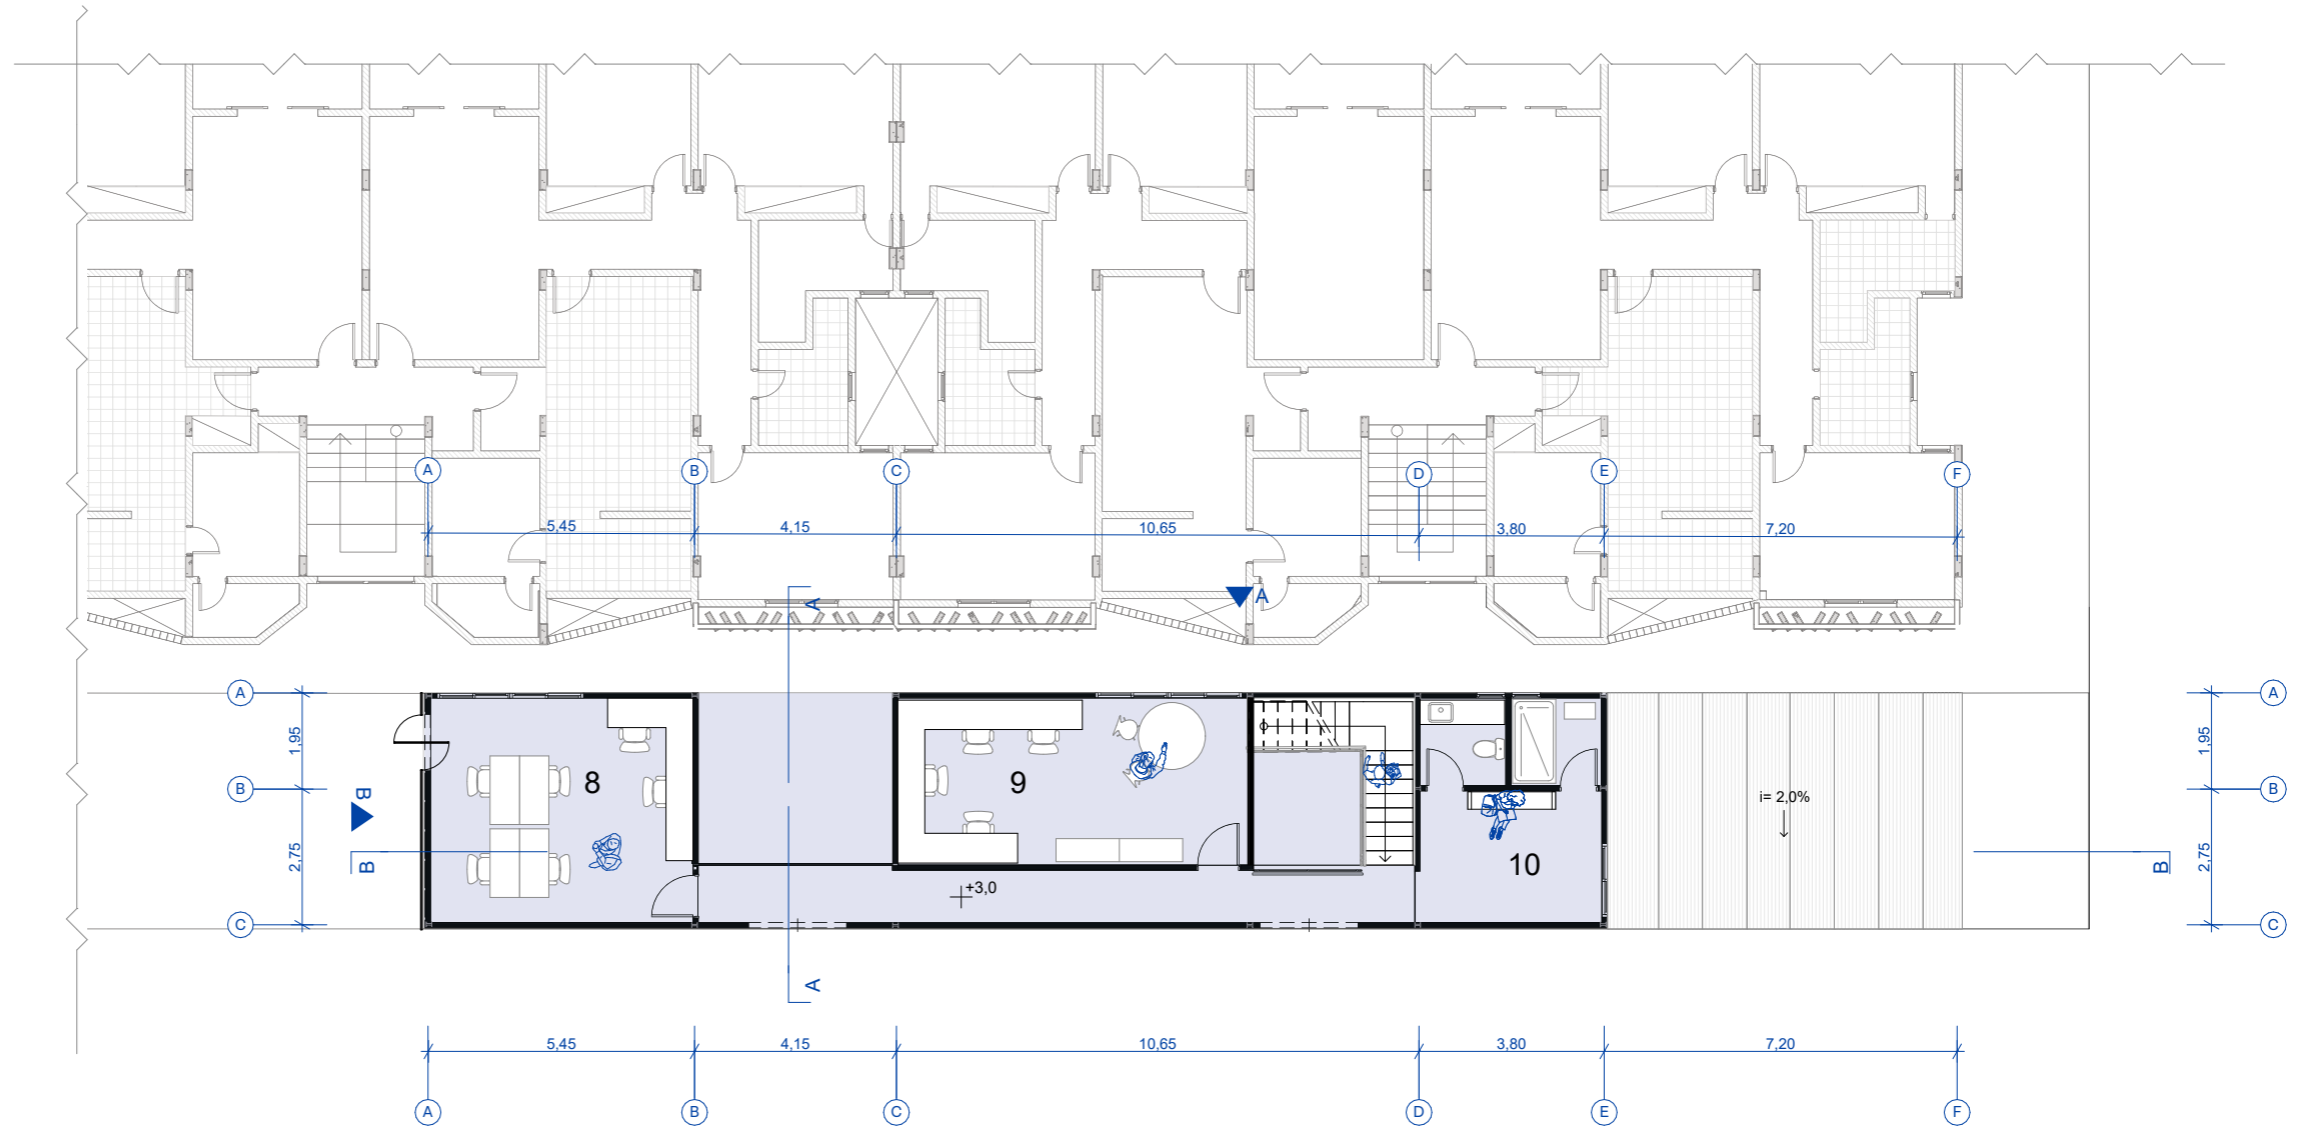 A B C D E F
5,45 4,15 10,65 3,80 7,20
A A
A A
1,95 1,95
8 9 i= 2,0%
B B B
B
2,75 10 2,75
B B
+3,0
C C
A
5,45 4,15 10,65 3,80 7,20
A B C D E F